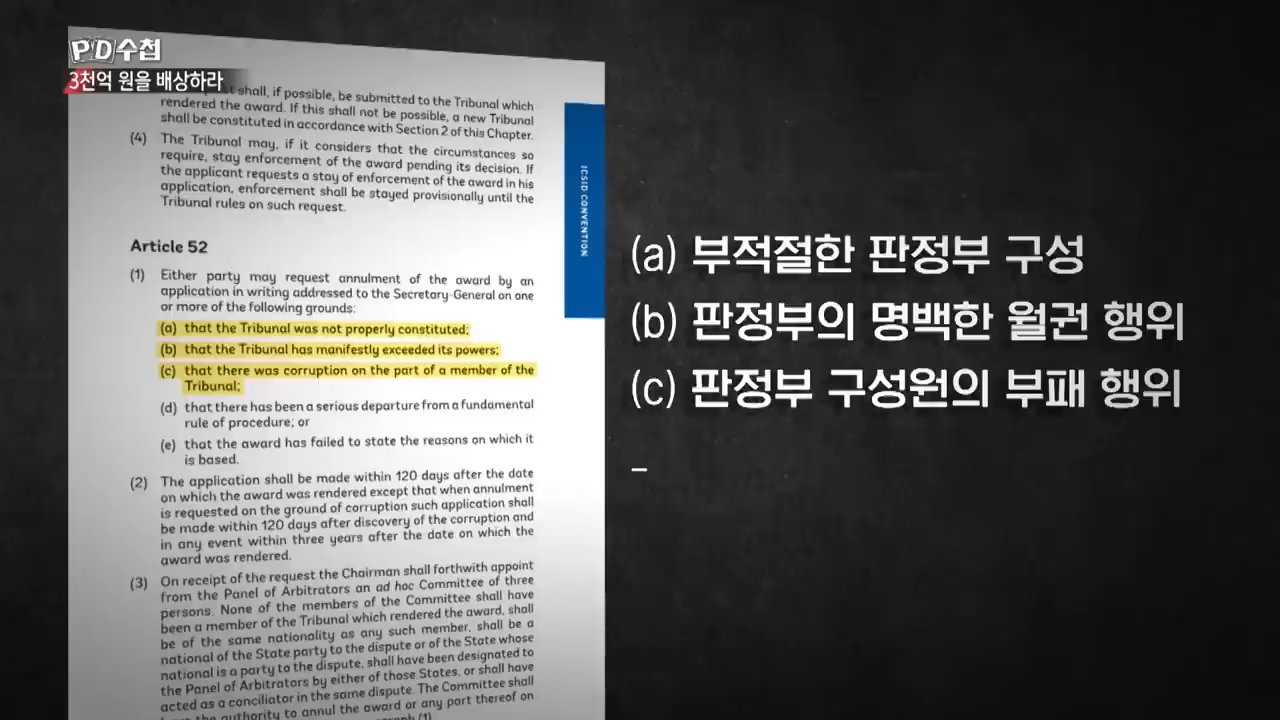 PD수첩
3천억 원을 배상하라
shall, if possible, be submitted to the Tribunal which
rendered the award. If this shall not be possible, a new Tribunal
shall be constituted in accordance with Section 2 of this Chapter.
(4) The Tribunal may, if it considers that the circumstances so
require, stay enforcement of the award pending its decision. If
the applicant requests a stay of enforcement of the award in his
application, enforcement shall be stayed provisionally until the
Tribunal rules on such request.
Article 52
(1) Either party may request annulment of the award by an
application in writing addressed to the Secretary-General on one
or more of the following grounds:
(a) that the Tribunal was not properly constituted;
(b) that the Tribunal has manifestly exceeded its powers;
(c) that there was corruption on the part of a member of the
Tribunal;
(d) that there has been a serious departure from a fundamental
rule of procedure; or
(e) that the award has failed to state the reasons on which it
is based.
(2) The application shall be made within 120 days after the date
on which the award was rendered except that when annulment
is requested on the ground of corruption such application shall
be made within 120 days after discovery of the corruption and
in any event within three years after the date on which the
award was rendered.
(3) On receipt of the request the Chairman shall forthwith appoint
from the Panel of Arbitrators an ad hoc Committee of three
persons. None of the members of the Committee shall have
been a member of the Tribunal which rendered the award, shall
be of the same nationality as any such member, shall be a
national of the State party to the dispute or of the State whose
national is a party to the dispute, shall have been designated to
the Panel of Arbitrators by either of those States, or shall have
acted as a conciliator in the same dispute. The Committee shall
the authority to annul the award or any part thereof on
ICSID CONVENTION
(a) 부적절한 판정부 구성
(b) 판정부의 명백한 월권 행위
(c) 판정부 구성원의 부패 행위